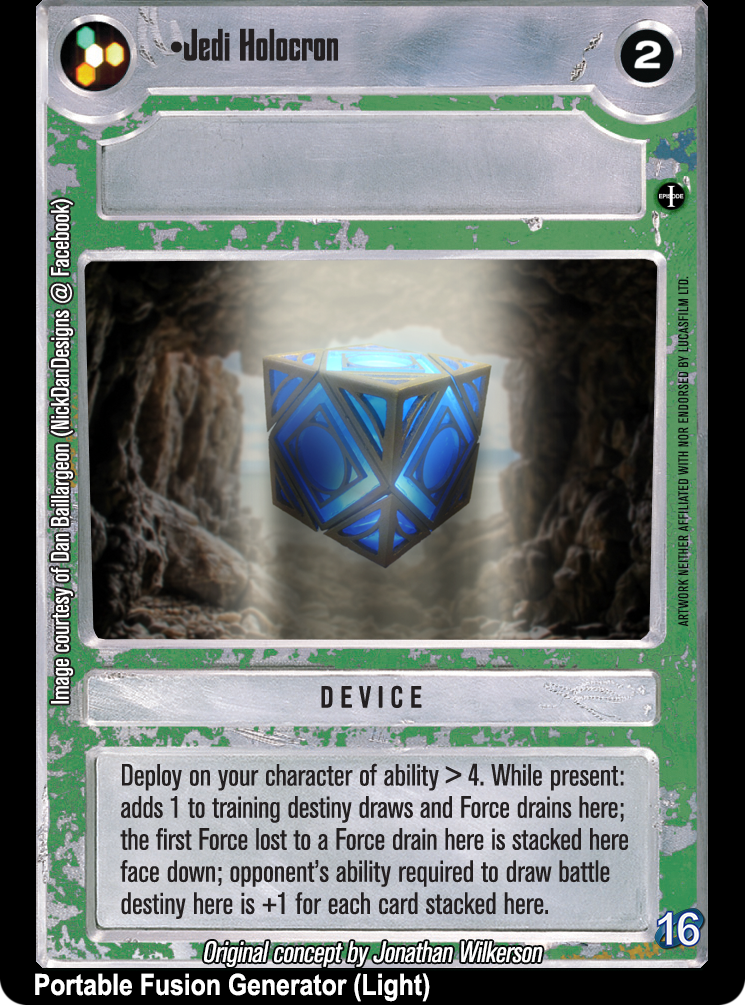 •Jedi Holocron
2
EPISODE
I
Image courtesy of Dan Baillargeon (NickDanDesigns @ Facebook)
ARTWORK NEITHER AFFILIATED WITH NOR ENDORSED BY LUCASFILM LTD.
DEVICE
Deploy on your character of ability > 4. While present:
adds 1 to training destiny draws and Force drains here;
the first Force lost to a Force drain here is stacked here
face down; opponent's ability required to draw battle
destiny here is +1 for each card stacked here.
16
Original concept by Jonathan Wilkerson
Portable Fusion Generator (Light)